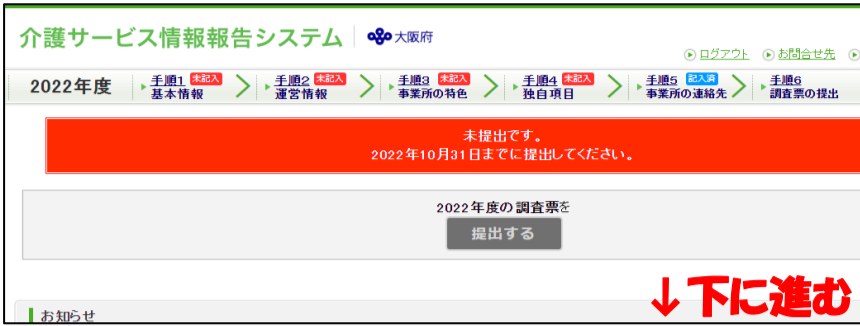 介護サービス情報報告システム 大阪府
ログアウト お問合せ先
2022年度 手順1 未記入 手順2 未記入 手順3 未記入 手順4 未記入 手順5 記入済 手順6
基本情報 運営情報 事業所の特色 独自項目 事業所の連絡先 調査票の提出
未提出です。
2022年10月31日までに提出してください。
2022年度の調査票を
提出する
↓下に進む
お知らせ